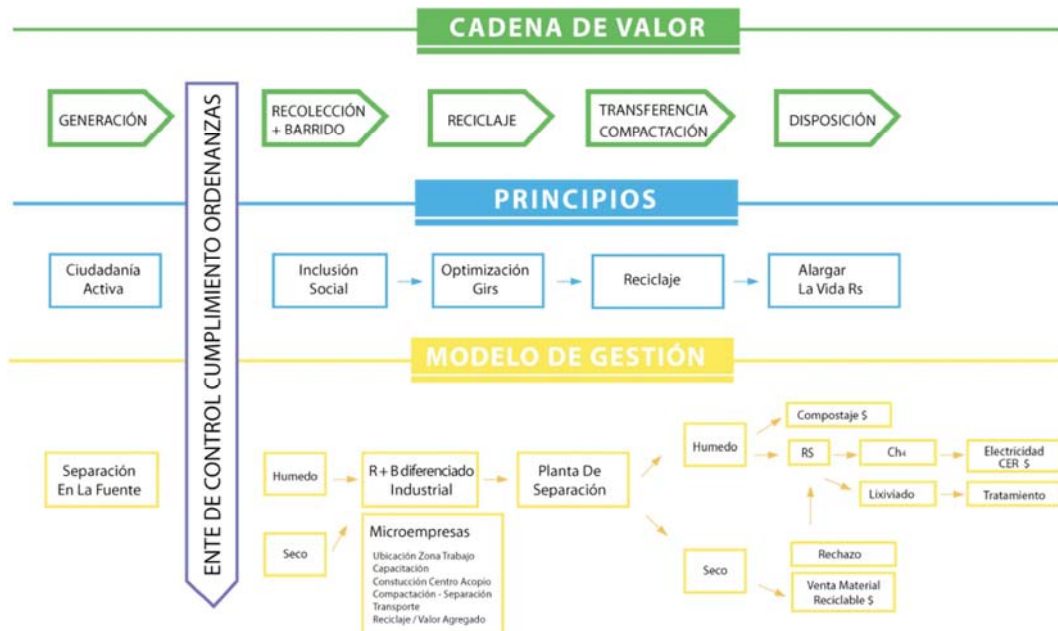 CADENA DE VALOR
GENERACIÓN
RECOLECCIÓN
+ BARRIDO
RECICLAJE
TRANSFERENCIA
COMPACTACIÓN
DISPOSICIÓN
ENTE DE CONTROL CUMPLIMIENTO ORDENANZAS
PRINCIPIOS
Ciudadanía
Activa
Inclusión
Social
Optimización
Girs
Reciclaje
Alargar
La Vida Rs
MODELO DE GESTIÓN
Separación
En La Fuente
Humedo
Seco
R + B diferenciado
Industrial
Microempresas
Ubicación Zona Trabajo
Capacitación
Constucción Centro Acopio
Compactación - Separación
Transporte
Reciclaje / Valor Agregado
Planta De
Separación
Humedo
Compostaje $
RS
Ch4
Electricidad
CER $
Lixiviado
Tratamiento
Seco
Rechazo
Venta Material
Reciclable $